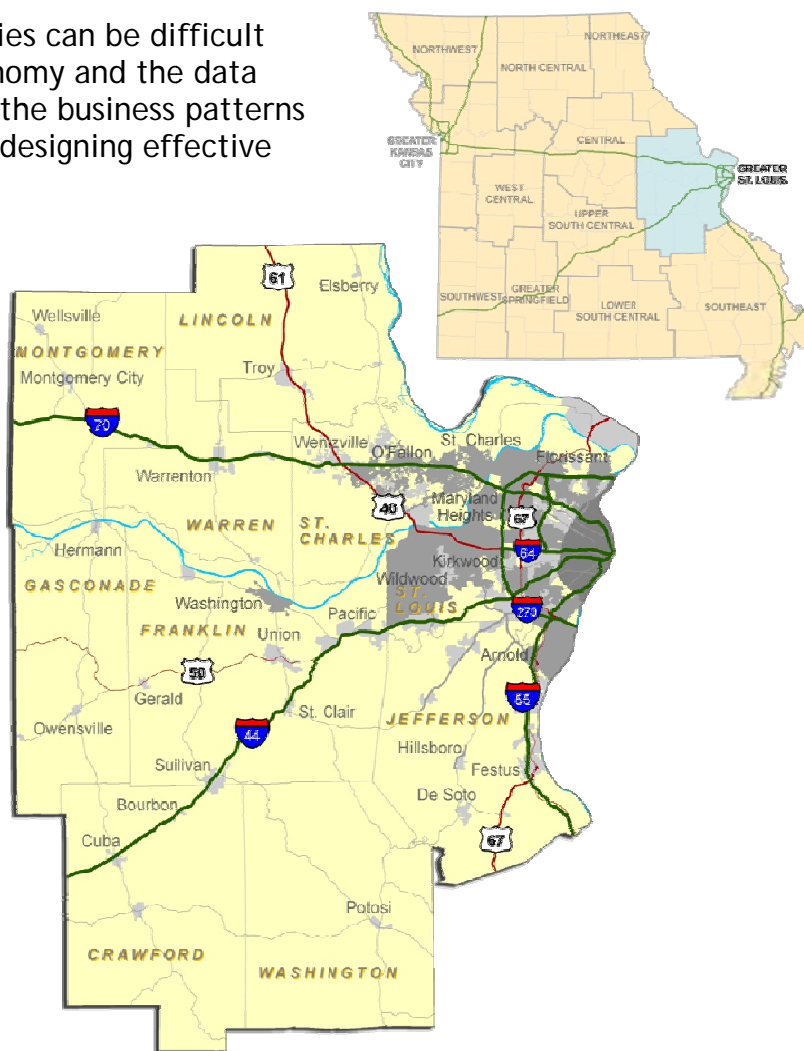 ies can be difficult
nomy and the data
the business patterns
designing effective
NORTHWEST
NORTHEAST
NORTH CENTRAL
GREATER
KANSAS
CITY
CENTRAL
GREATER
ST. LOUIS
WEST
CENTRAL
UPPER
SOUTH CENTRAL
SOUTHWEST
GREATER
SPRINGFIELD
LOWER
SOUTH CENTRAL
SOUTHEAST
61
Elsberry
Wellsville
LINCOLN
MONTGOMERY
Troy
Montgomery City
70
Wentzville
O'Fallon
St. Charles
Florissant
Warrenton
Maryland
Heights
40
67
WARREN
ST.
CHARLES
64
Hermann
Kirkwood
Wildwood
GASCONADE
ST.
LOUIS
Washington
270
Pacific
FRANKLIN
Union
Arnold
50
Gerald
55
St. Clair
JEFFERSON
Owensville
44
Hillsboro
Sullivan
Festus
De Soto
Bourbon
67
Cuba
Potosi
CRAWFORD
WASHINGTON